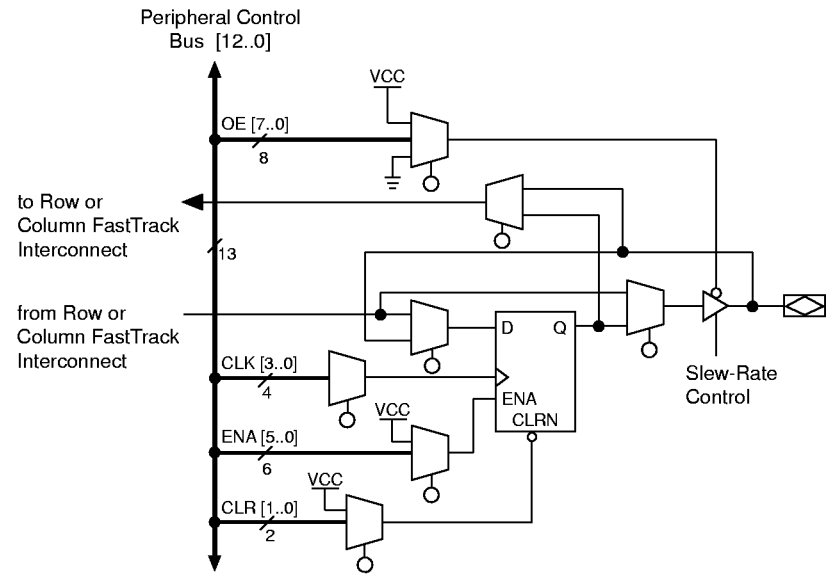 Peripheral Control
Bus [12..0]
VCC
OE [7..0]
8
to Row or
Column FastTrack
Interconnect
13
from Row or
Column FastTrack
Interconnect
D
Q
CLK [3..0]
4
ENA
CLRN
Slew-Rate
Control
VCC
ENA [5..0]
6
VCC
CLR [1..0]
2